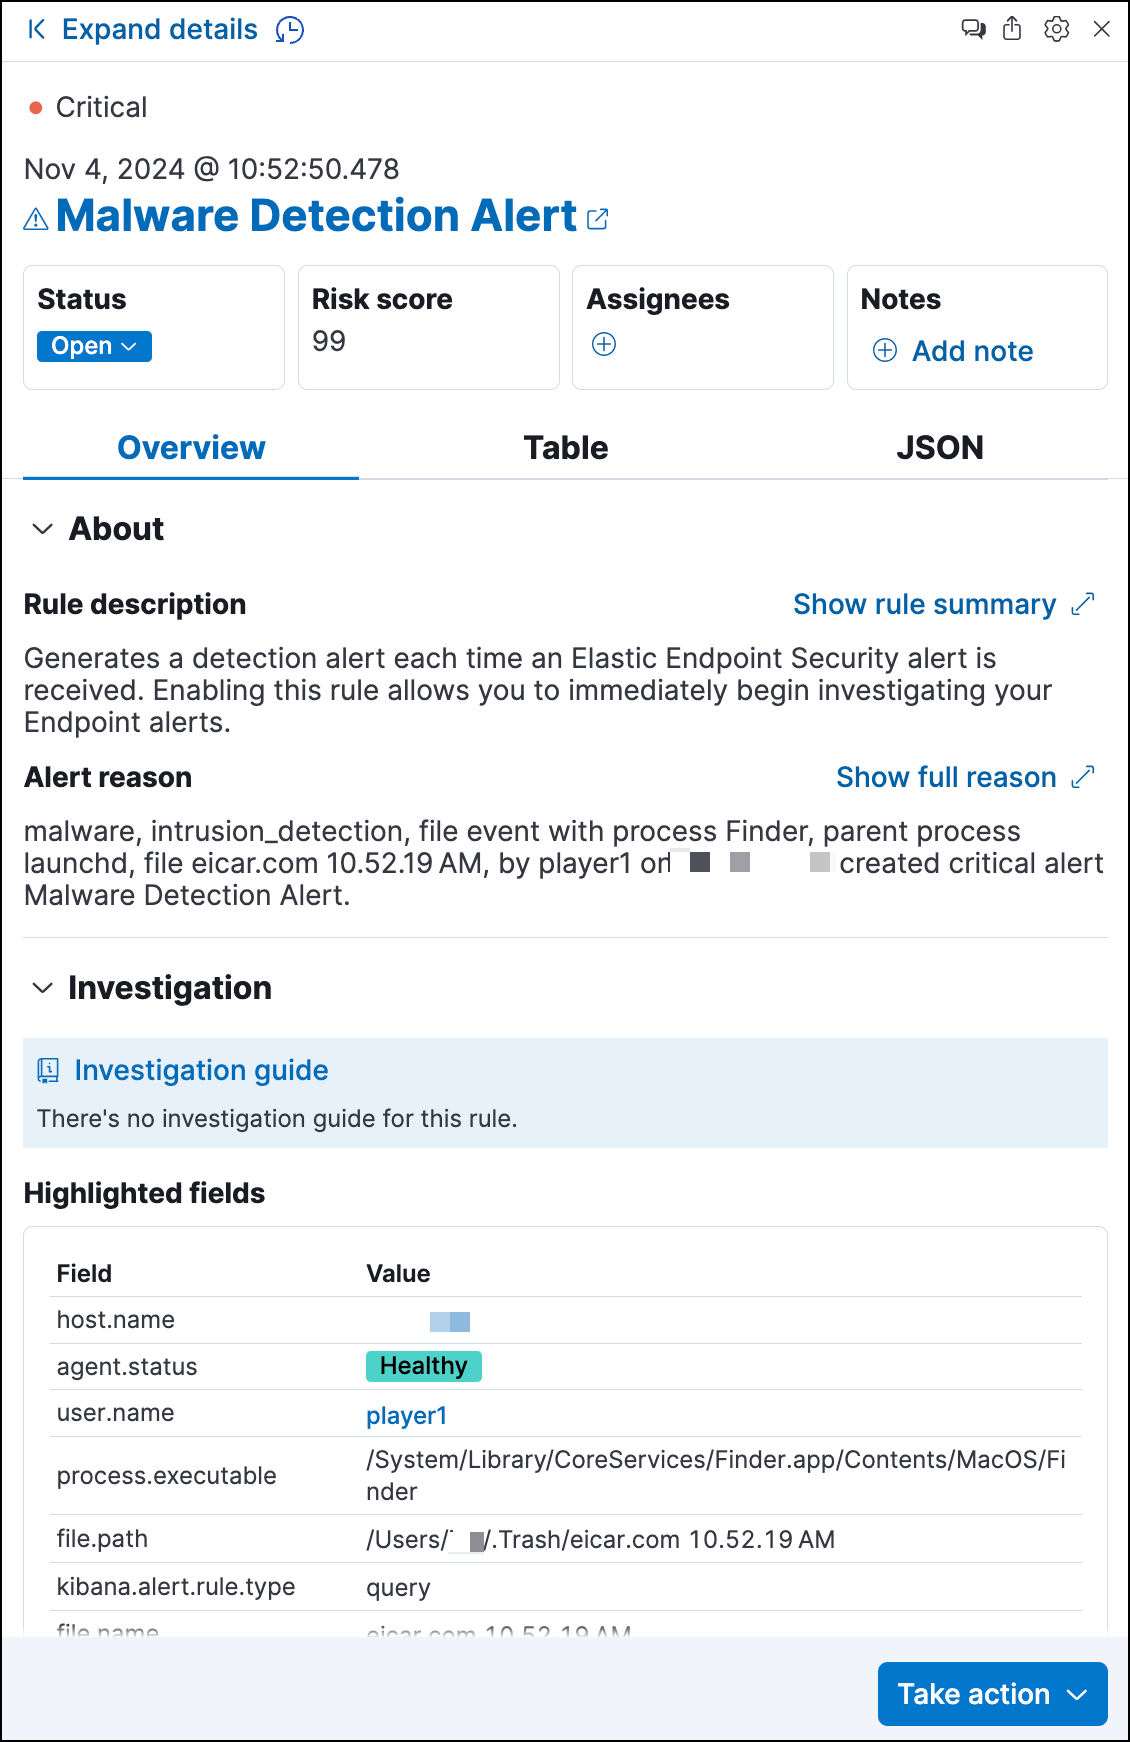 Expand details
Critical
Nov 4, 2024 @ 10:52:50.478
Malware Detection Alert
Status
Open
Risk score
99
Assignees
Notes
Add note
Overview
Table
JSON
About
Rule description
Show rule summary
Generates a detection alert each time an Elastic Endpoint Security alert is
received. Enabling this rule allows you to immediately begin investigating your
Endpoint alerts.
Alert reason
Show full reason
malware, intrusion_detection, file event with process Finder, parent process
launchd, file eicar.com 10.52.19 AM, by player1 on created critical alert
Malware Detection Alert.
Investigation
Investigation guide
There's no investigation guide for this rule.
Highlighted fields
Field Value
host.name
agent.status Healthy
user.name player1
process.executable /System/Library/CoreServices/Finder.app/Contents/MacOS/Fi
nder
file.path /Users/ /.Trash/eicar.com 10.52.19 AM
kibana.alert.rule.type query
file.name eicar.com 10.52.19 AM
Take action